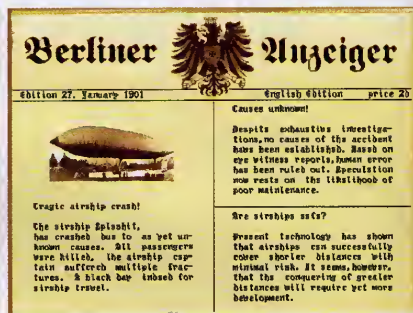 Berliner Anzeiger
Edition 27. January 1901 English Edition price 2b
Tragic airship crash!
The airship Splashit,
has crashed due to as yet un-
known causes. All passengers
were killed. The airship cap-
tain suffered multiple frac-
tures. A black day indeed for
airship travel.
Causes unknown!
Despite exhaustive investiga-
tions, no causes of the accident
have been established. Based on
eye witness reports, human error
has been ruled out. Speculation
now rests on the likelihood of
poor maintenance.
Are airships safe?
Present technology has shown
that airships can successfully
cover shorter distances with
minimal risk. It seems, however,
that the conquering of greater
distances will require yet more
development.